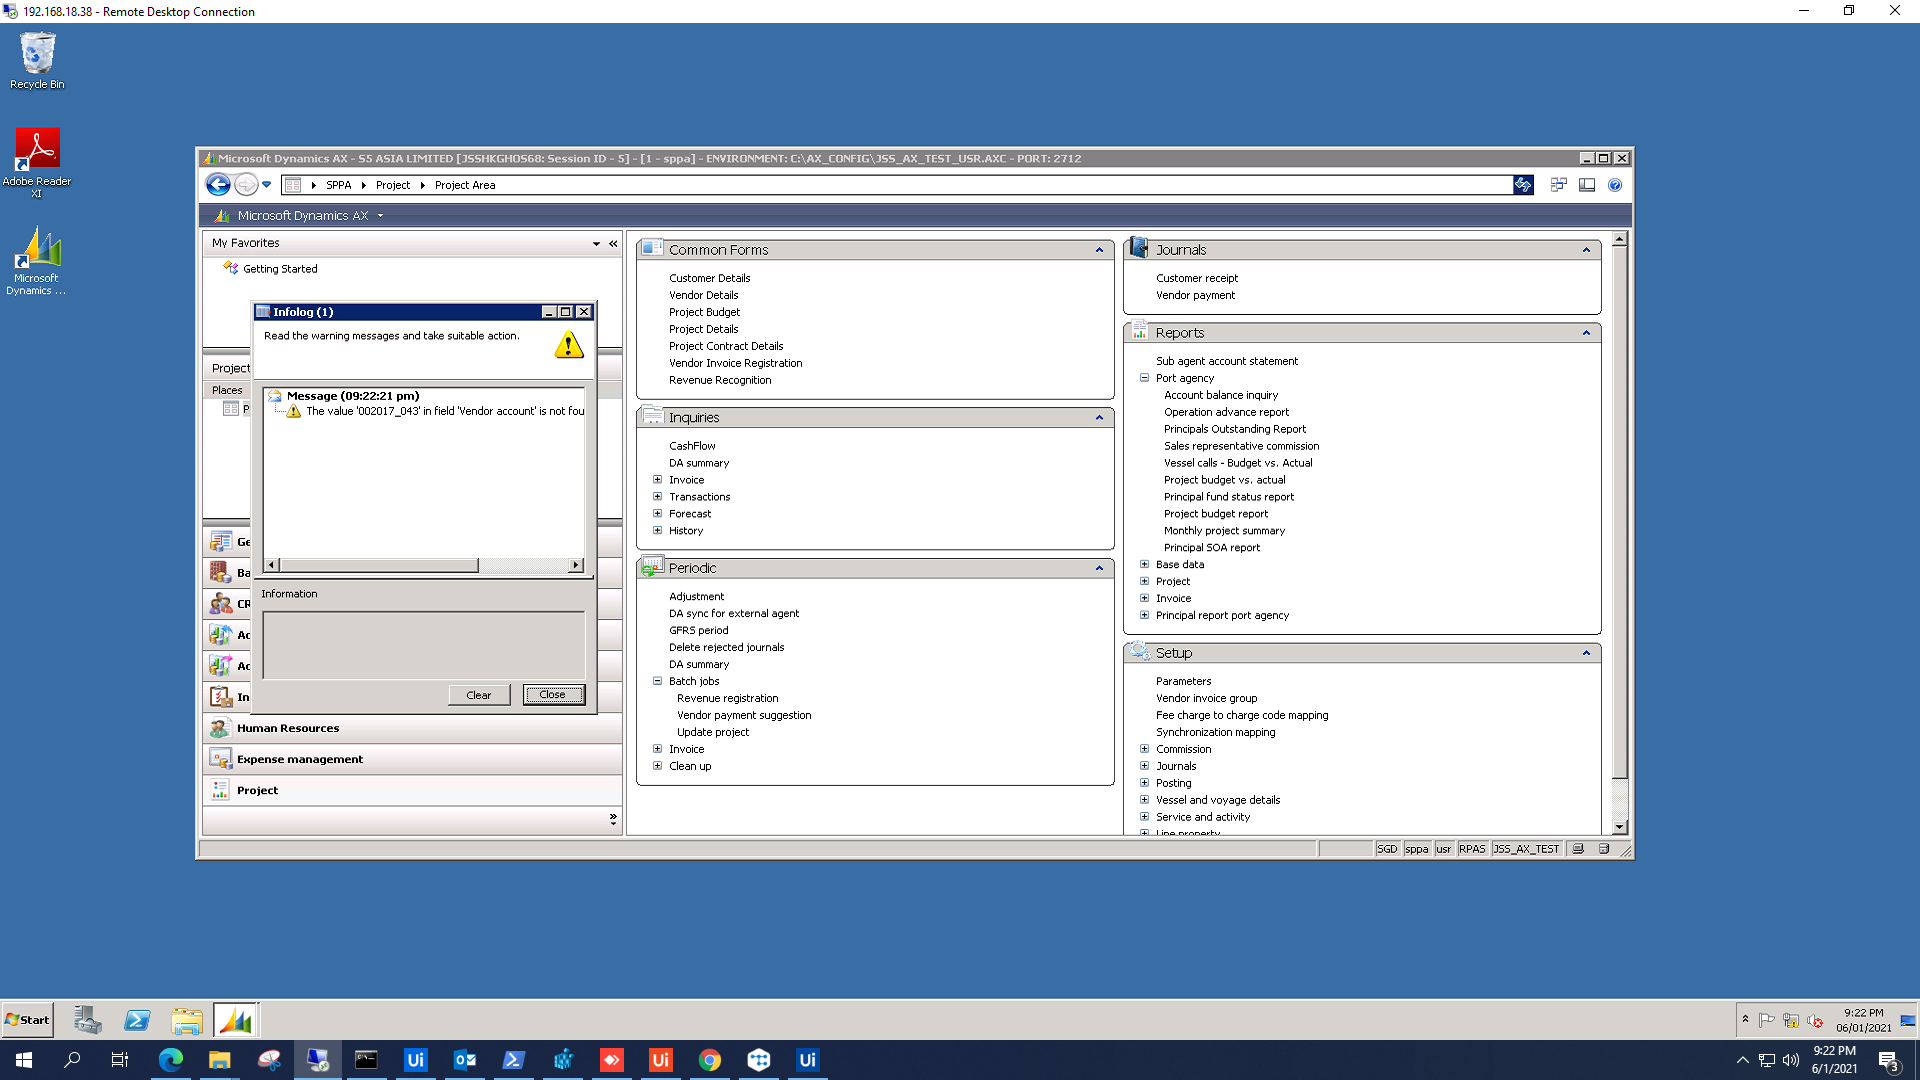 192.168.18.38 - Remote Desktop Connection
Recycle Bin
Adobe Reader
XI
Microsoft
Dynamics ...
Microsoft Dynamics AX - S5 ASIA LIMITED [JSSHKGHOS68: Session ID - 5] - [1 - sppa] - ENVIRONMENT: C:\AX_CONFIG\JSS_AX_TEST_USR.AXC - PORT: 2712
SPPA
Project
Project Area
Microsoft Dynamics AX
My Favorites
Getting Started
Project
Places
P
Infolog (1)
Read the warning messages and take suitable action.
Message (09:22:21 pm)
The value '002017_043' in field 'Vendor account' is not fou
Information
Clear
Close
Ge
Ba
CR
Ac
Ac
In
Human Resources
Expense management
Project
Common Forms
Customer Details
Vendor Details
Project Budget
Project Details
Project Contract Details
Vendor Invoice Registration
Revenue Recognition
Inquiries
CashFlow
DA summary
Invoice
Transactions
Forecast
History
Periodic
Adjustment
DA sync for external agent
GFRS period
Delete rejected journals
DA summary
Batch jobs
Revenue registration
Vendor payment suggestion
Update project
Invoice
Clean up
Journals
Customer receipt
Vendor payment
Reports
Sub agent account statement
Port agency
Account balance inquiry
Operation advance report
Principals Outstanding Report
Sales representative commission
Vessel calls - Budget vs. Actual
Project budget vs. actual
Principal fund status report
Project budget report
Monthly project summary
Principal SOA report
Base data
Project
Invoice
Principal report port agency
Setup
Parameters
Vendor invoice group
Fee charge to charge code mapping
Synchronization mapping
Commission
Journals
Posting
Vessel and voyage details
Service and activity
Line property
SGD
sppa
usr
RPAS
JSS_AX_TEST
Start
9:22 PM
06/01/2021
Ui
Ui
Ui
9:22 PM
6/1/2021
3